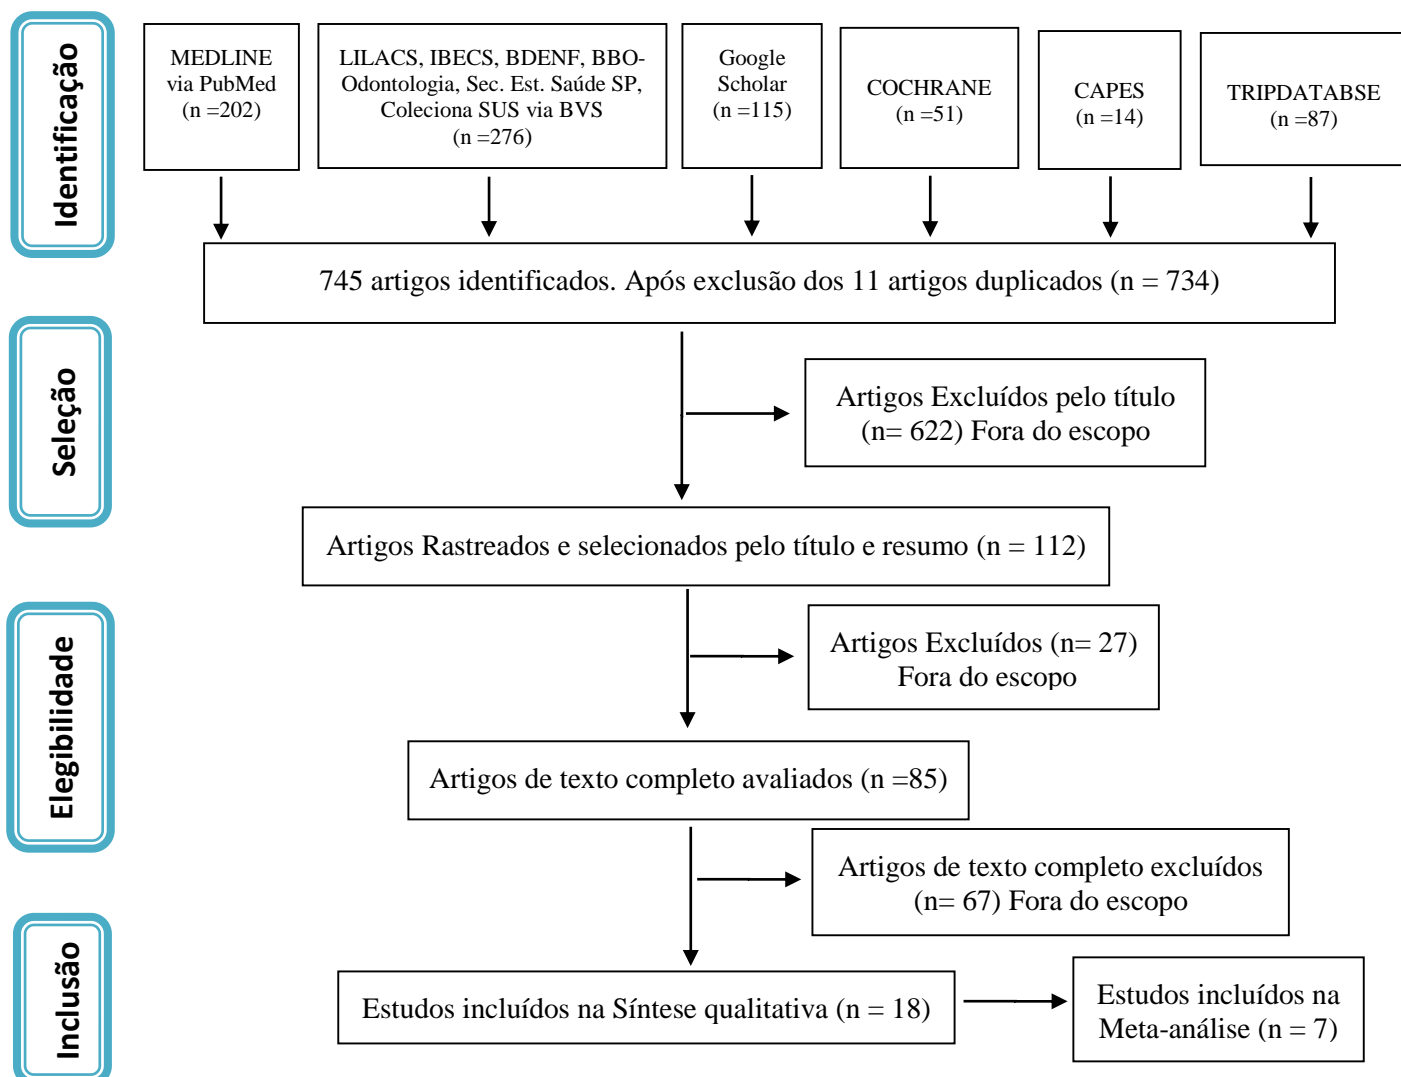 Identificação
MEDLINE
via PubMed
(n =202)
LILACS, IBECS, BDENF, BBO-
Odontologia, Sec. Est. Saúde SP,
Coleciona SUS via BVS
(n =276)
Google
Scholar
(n =115)
COCHRANE
(n =51)
CAPES
(n =14)
TRIPDATABSE
(n =87)
745 artigos identificados. Após exclusão dos 11 artigos duplicados (n = 734)
Seleção
Artigos Excluídos pelo título
(n= 622) Fora do escopo
Artigos Rastreados e selecionados pelo título e resumo (n = 112)
Elegibilidade
Artigos Excluídos (n= 27)
Fora do escopo
Artigos de texto completo avaliados (n =85)
Artigos de texto completo excluídos
(n= 67) Fora do escopo
Inclusão
Estudos incluídos na Síntese qualitativa (n = 18)
Estudos incluídos na
Meta-análise (n = 7)